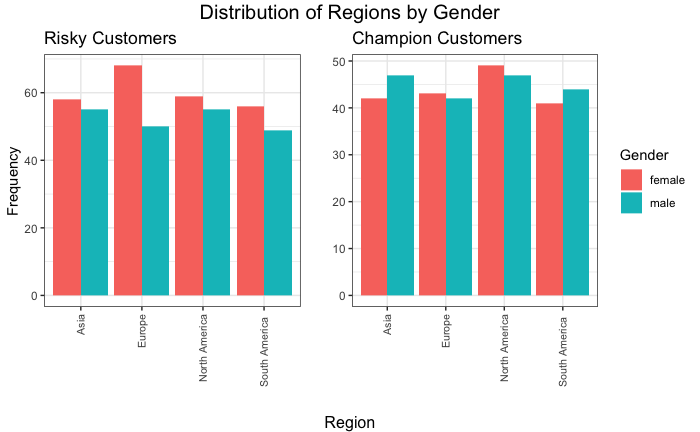 Distribution of Regions by Gender
Risky Customers
Champion Customers
Frequency
60
40
20
0
50
40
30
20
10
0
Asia
Europe
North America
South America
Asia
Europe
North America
South America
Region
Gender
female
male